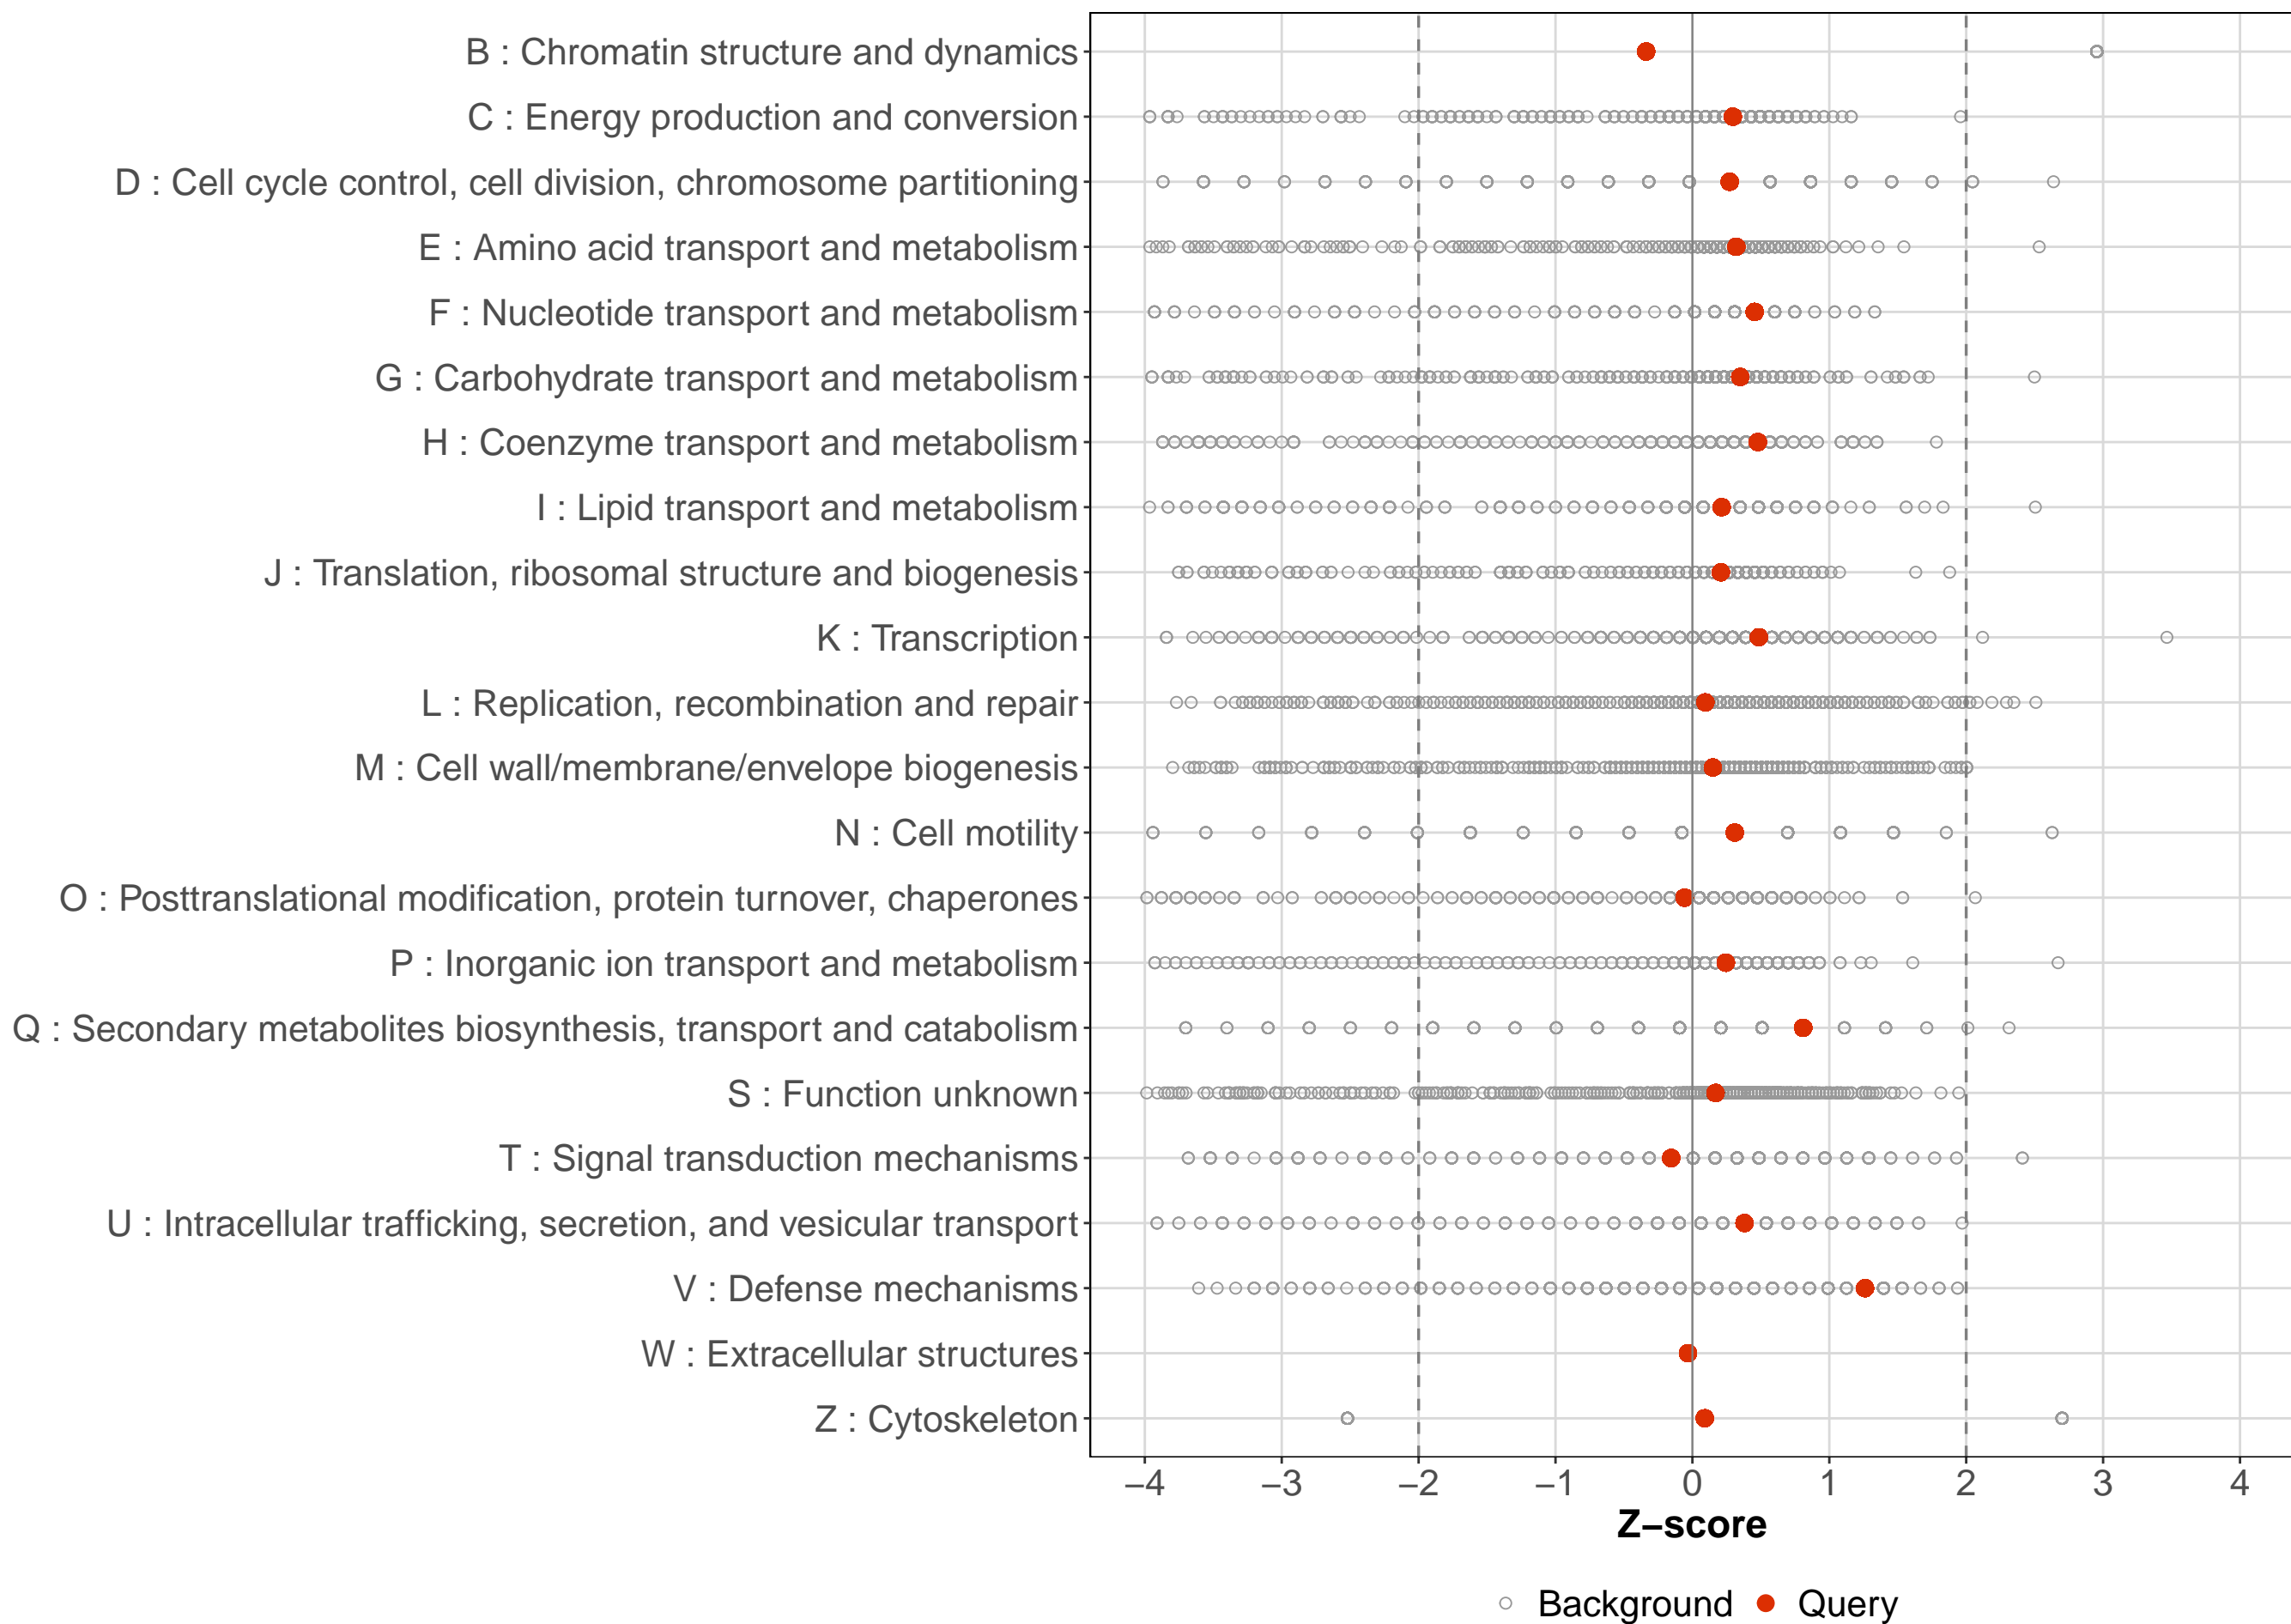 B : Chromatin structure and dynamics
C : Energy production and conversion
D : Cell cycle control, cell division, chromosome partitioning
E : Amino acid transport and metabolism
F : Nucleotide transport and metabolism
G : Carbohydrate transport and metabolism
H : Coenzyme transport and metabolism
I : Lipid transport and metabolism
J : Translation, ribosomal structure and biogenesis
K : Transcription
L : Replication, recombination and repair
M : Cell wall/membrane/envelope biogenesis
N : Cell motility
O : Posttranslational modification, protein turnover, chaperones
P : Inorganic ion transport and metabolism
Q : Secondary metabolites biosynthesis, transport and catabolism
S : Function unknown
T : Signal transduction mechanisms
U : Intracellular trafficking, secretion, and vesicular transport
V : Defense mechanisms
W : Extracellular structures
Z : Cytoskeleton
−4 −3 −2 −1 0 1 2 3 4
Z−score
Background Query